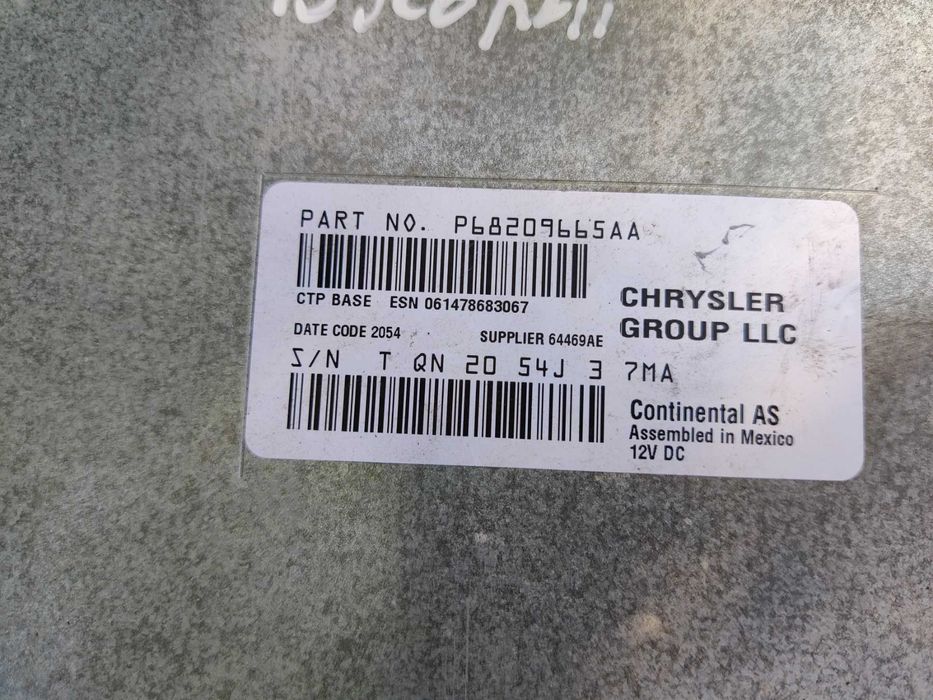 PART NO. P68209665AA
CTP BASE ESN 061478683067
DATE CODE 2054 SUPPLIER 64469AE
CHRYSLER
GROUP LLC
S/N T QN 20 54J 3 7MA
Continental AS
Assembled in Mexico
12V DC